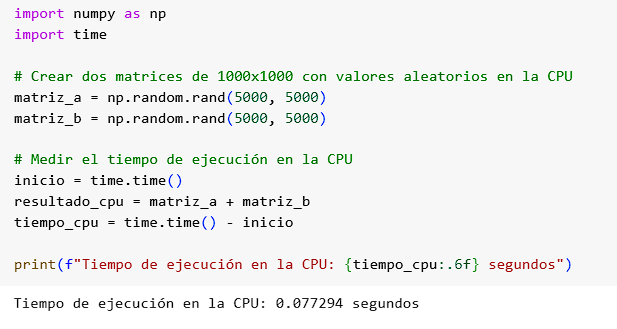 import numpy as np
import time
# Crear dos matrices de 1000x1000 con valores aleatorios en la CPU
matriz_a = np.random.rand(5000, 5000)
matriz_b = np.random.rand(5000, 5000)
# Medir el tiempo de ejecución en la CPU
inicio = time.time()
resultado_cpu = matriz_a + matriz_b
tiempo_cpu = time.time() - inicio
print(f"Tiempo de ejecución en la CPU: {tiempo_cpu:.6f} segundos")
Tiempo de ejecución en la CPU: 0.077294 segundos